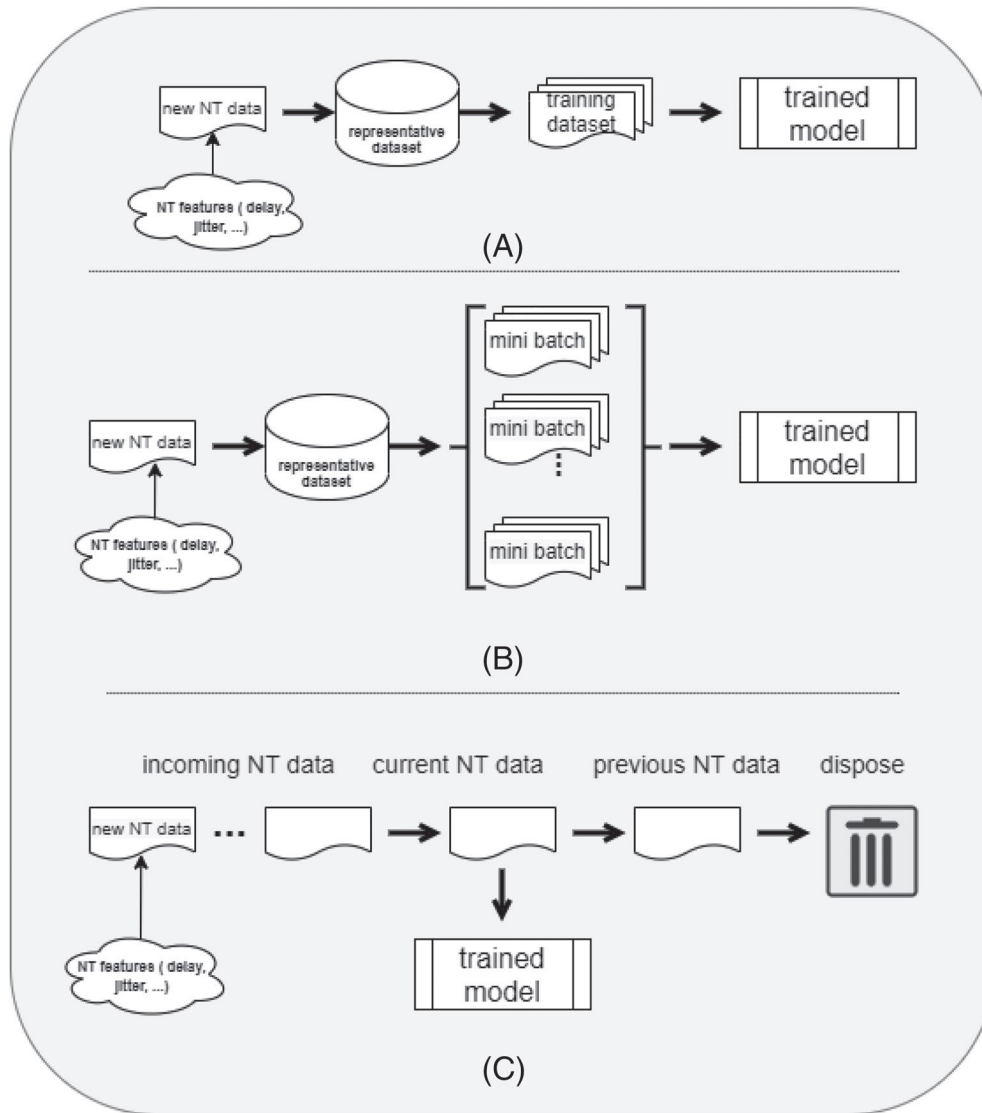 new NT data
representative
dataset
training
dataset
trained
model
NT features ( delay,
jitter, ...)
(A)
mini batch
mini batch
mini batch
new NT data
representative
dataset
trained
model
NT features ( delay,
jitter, ...)
(B)
incoming NT data
current NT data
previous NT data
dispose
new NT data
...
NT features ( delay,
jitter, ...)
trained
model
(C)